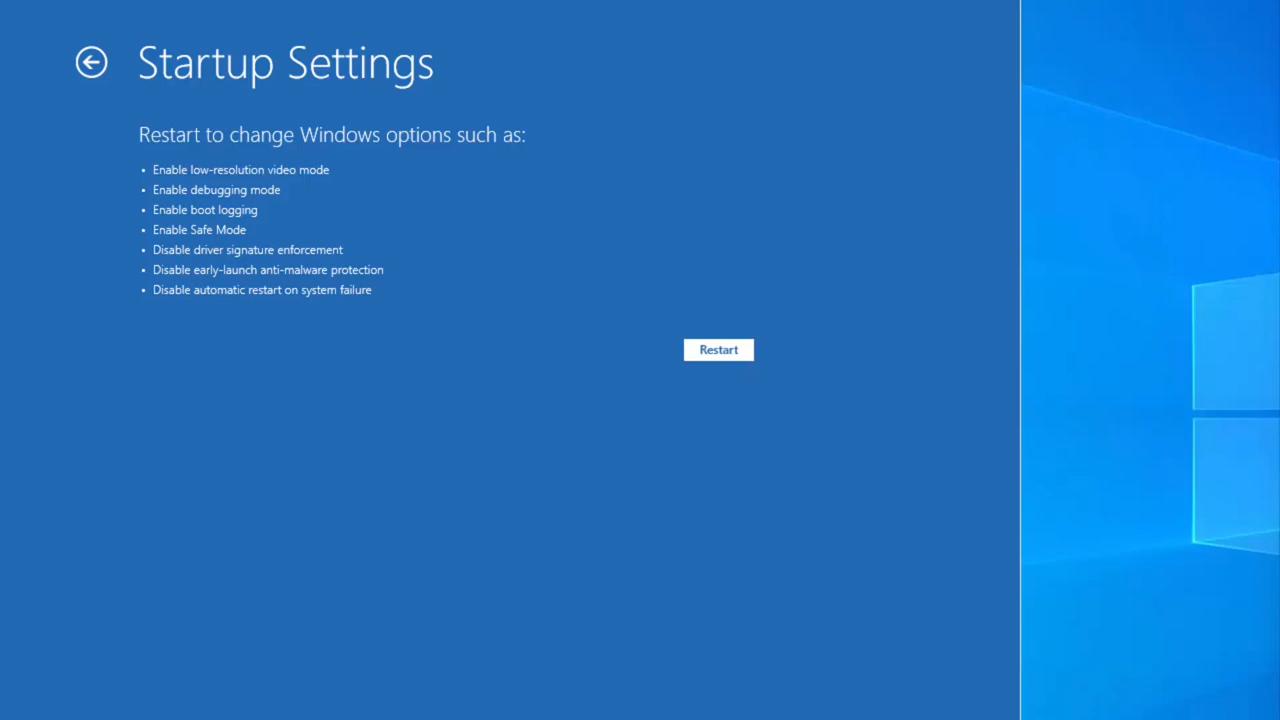 Startup Settings
Restart to change Windows options such as:
• Enable low-resolution video mode
• Enable debugging mode
• Enable boot logging
• Enable Safe Mode
• Disable driver signature enforcement
• Disable early-launch anti-malware protection
• Disable automatic restart on system failure
Restart